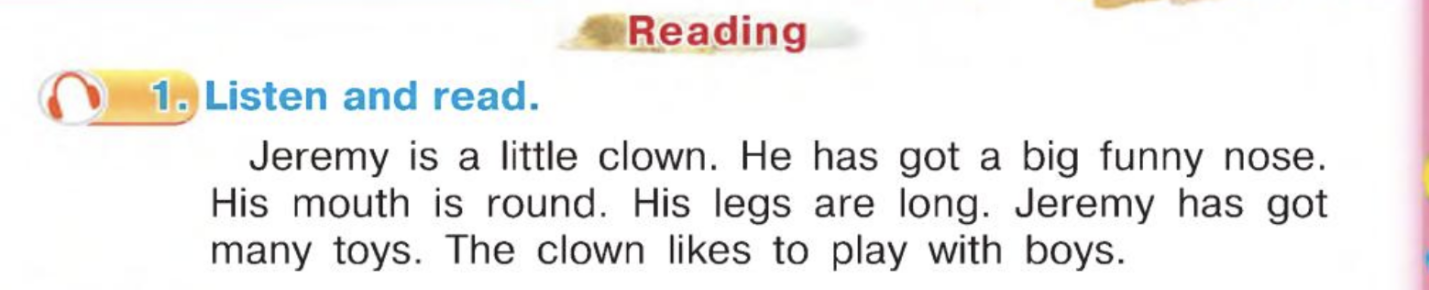 Reading
1. Listen and read.
Jeremy is a little clown. He has got a big funny nose.
His mouth is round. His legs are long. Jeremy has got
many toys. The clown likes to play with boys.